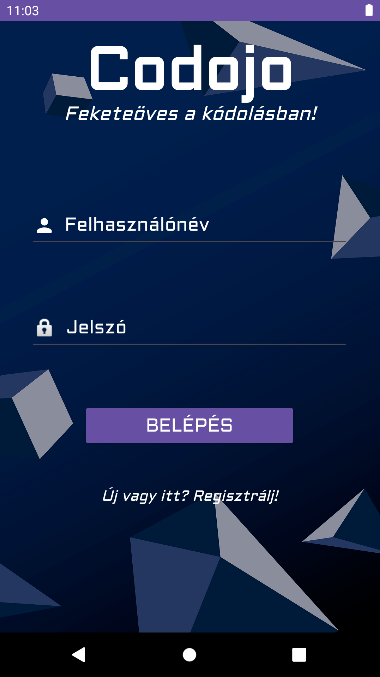 11:03
Codojo
Feketeöves a kódolásban!
Felhasználónév
Jelszó
BELÉPÉS
Új vagy itt? Regisztrálj!